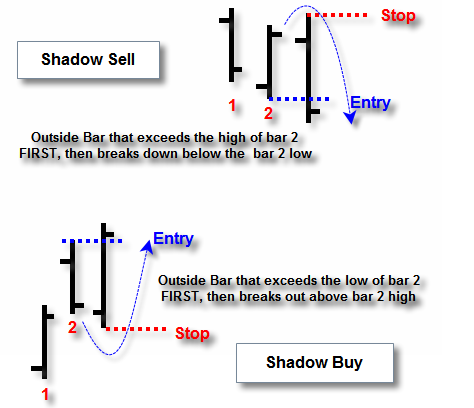 Stop
Shadow Sell
Entry
1
2
Outside Bar that exceeds the high of bar 2
FIRST, then breaks down below the bar 2 low
Entry
Outside Bar that exceeds the low of bar 2
FIRST, then breaks out above bar 2 high
2
Stop
Shadow Buy
1